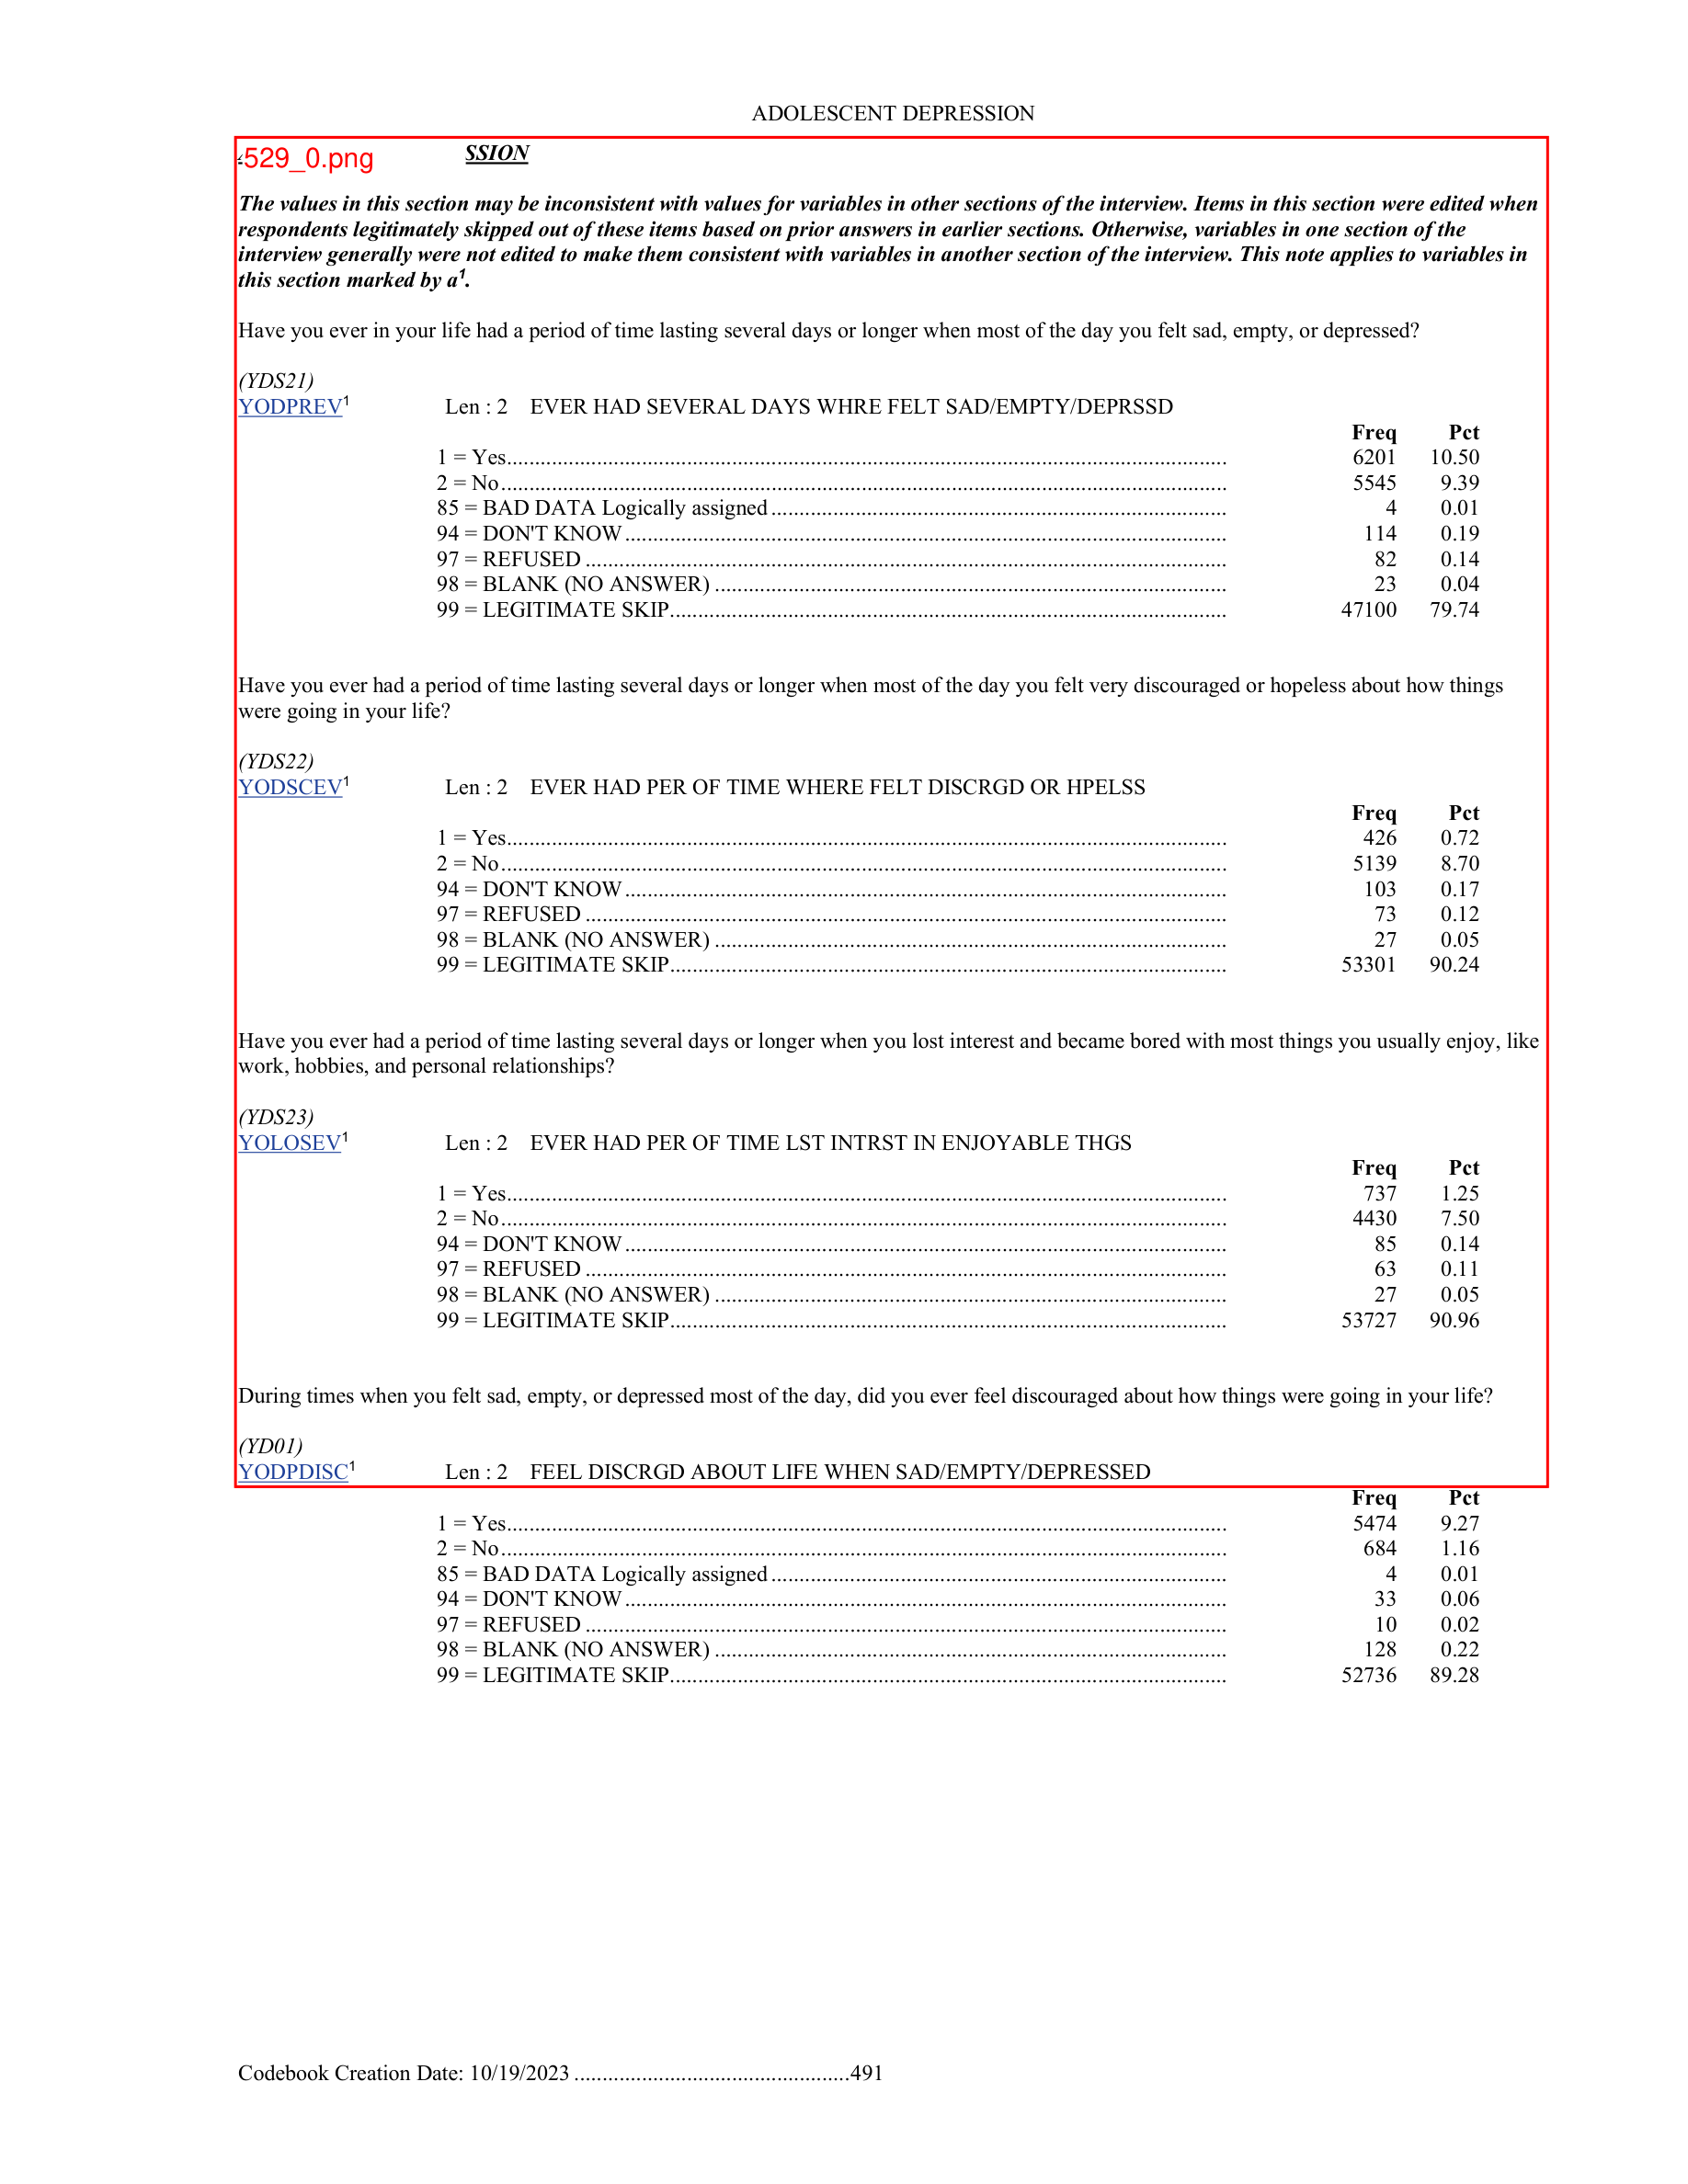 ADOLESCENT DEPRESSION
529_0.png SSION
The values in this section may be inconsistent with values for variables in other sections of the interview. Items in this section were edited when
respondents legitimately skipped out of these items based on prior answers in earlier sections. Otherwise, variables in one section of the
interview generally were not edited to make them consistent with variables in another section of the interview. This note applies to variables in
this section marked by a¹.
Have you ever in your life had a period of time lasting several days or longer when most of the day you felt sad, empty, or depressed?
(YDS21)
YODPREV¹ Len : 2 EVER HAD SEVERAL DAYS WHRE FELT SAD/EMPTY/DEPRSSD
Freq Pct
1 = Yes 6201 10.50
2 = No 5545 9.39
85 = BAD DATA Logically assigned 4 0.01
94 = DON'T KNOW 114 0.19
97 = REFUSED 82 0.14
98 = BLANK (NO ANSWER) 23 0.04
99 = LEGITIMATE SKIP 47100 79.74
Have you ever had a period of time lasting several days or longer when most of the day you felt very discouraged or hopeless about how things
were going in your life?
(YDS22)
YODSCEV¹ Len : 2 EVER HAD PER OF TIME WHERE FELT DISCRGD OR HPELSS
Freq Pct
1 = Yes 426 0.72
2 = No 5139 8.70
94 = DON'T KNOW 103 0.17
97 = REFUSED 73 0.12
98 = BLANK (NO ANSWER) 27 0.05
99 = LEGITIMATE SKIP 53301 90.24
Have you ever had a period of time lasting several days or longer when you lost interest and became bored with most things you usually enjoy, like
work, hobbies, and personal relationships?
(YDS23)
YOLOSEV¹ Len : 2 EVER HAD PER OF TIME LST INTRST IN ENJOYABLE THGS
Freq Pct
1 = Yes 737 1.25
2 = No 4430 7.50
94 = DON'T KNOW 85 0.14
97 = REFUSED 63 0.11
98 = BLANK (NO ANSWER) 27 0.05
99 = LEGITIMATE SKIP 53727 90.96
During times when you felt sad, empty, or depressed most of the day, did you ever feel discouraged about how things were going in your life?
(YD01)
YODPDISC¹ Len : 2 FEEL DISCRGD ABOUT LIFE WHEN SAD/EMPTY/DEPRESSED
Freq Pct
1 = Yes 5474 9.27
2 = No 684 1.16
85 = BAD DATA Logically assigned 4 0.01
94 = DON'T KNOW 33 0.06
97 = REFUSED 10 0.02
98 = BLANK (NO ANSWER) 128 0.22
99 = LEGITIMATE SKIP 52736 89.28
Codebook Creation Date: 10/19/2023 491